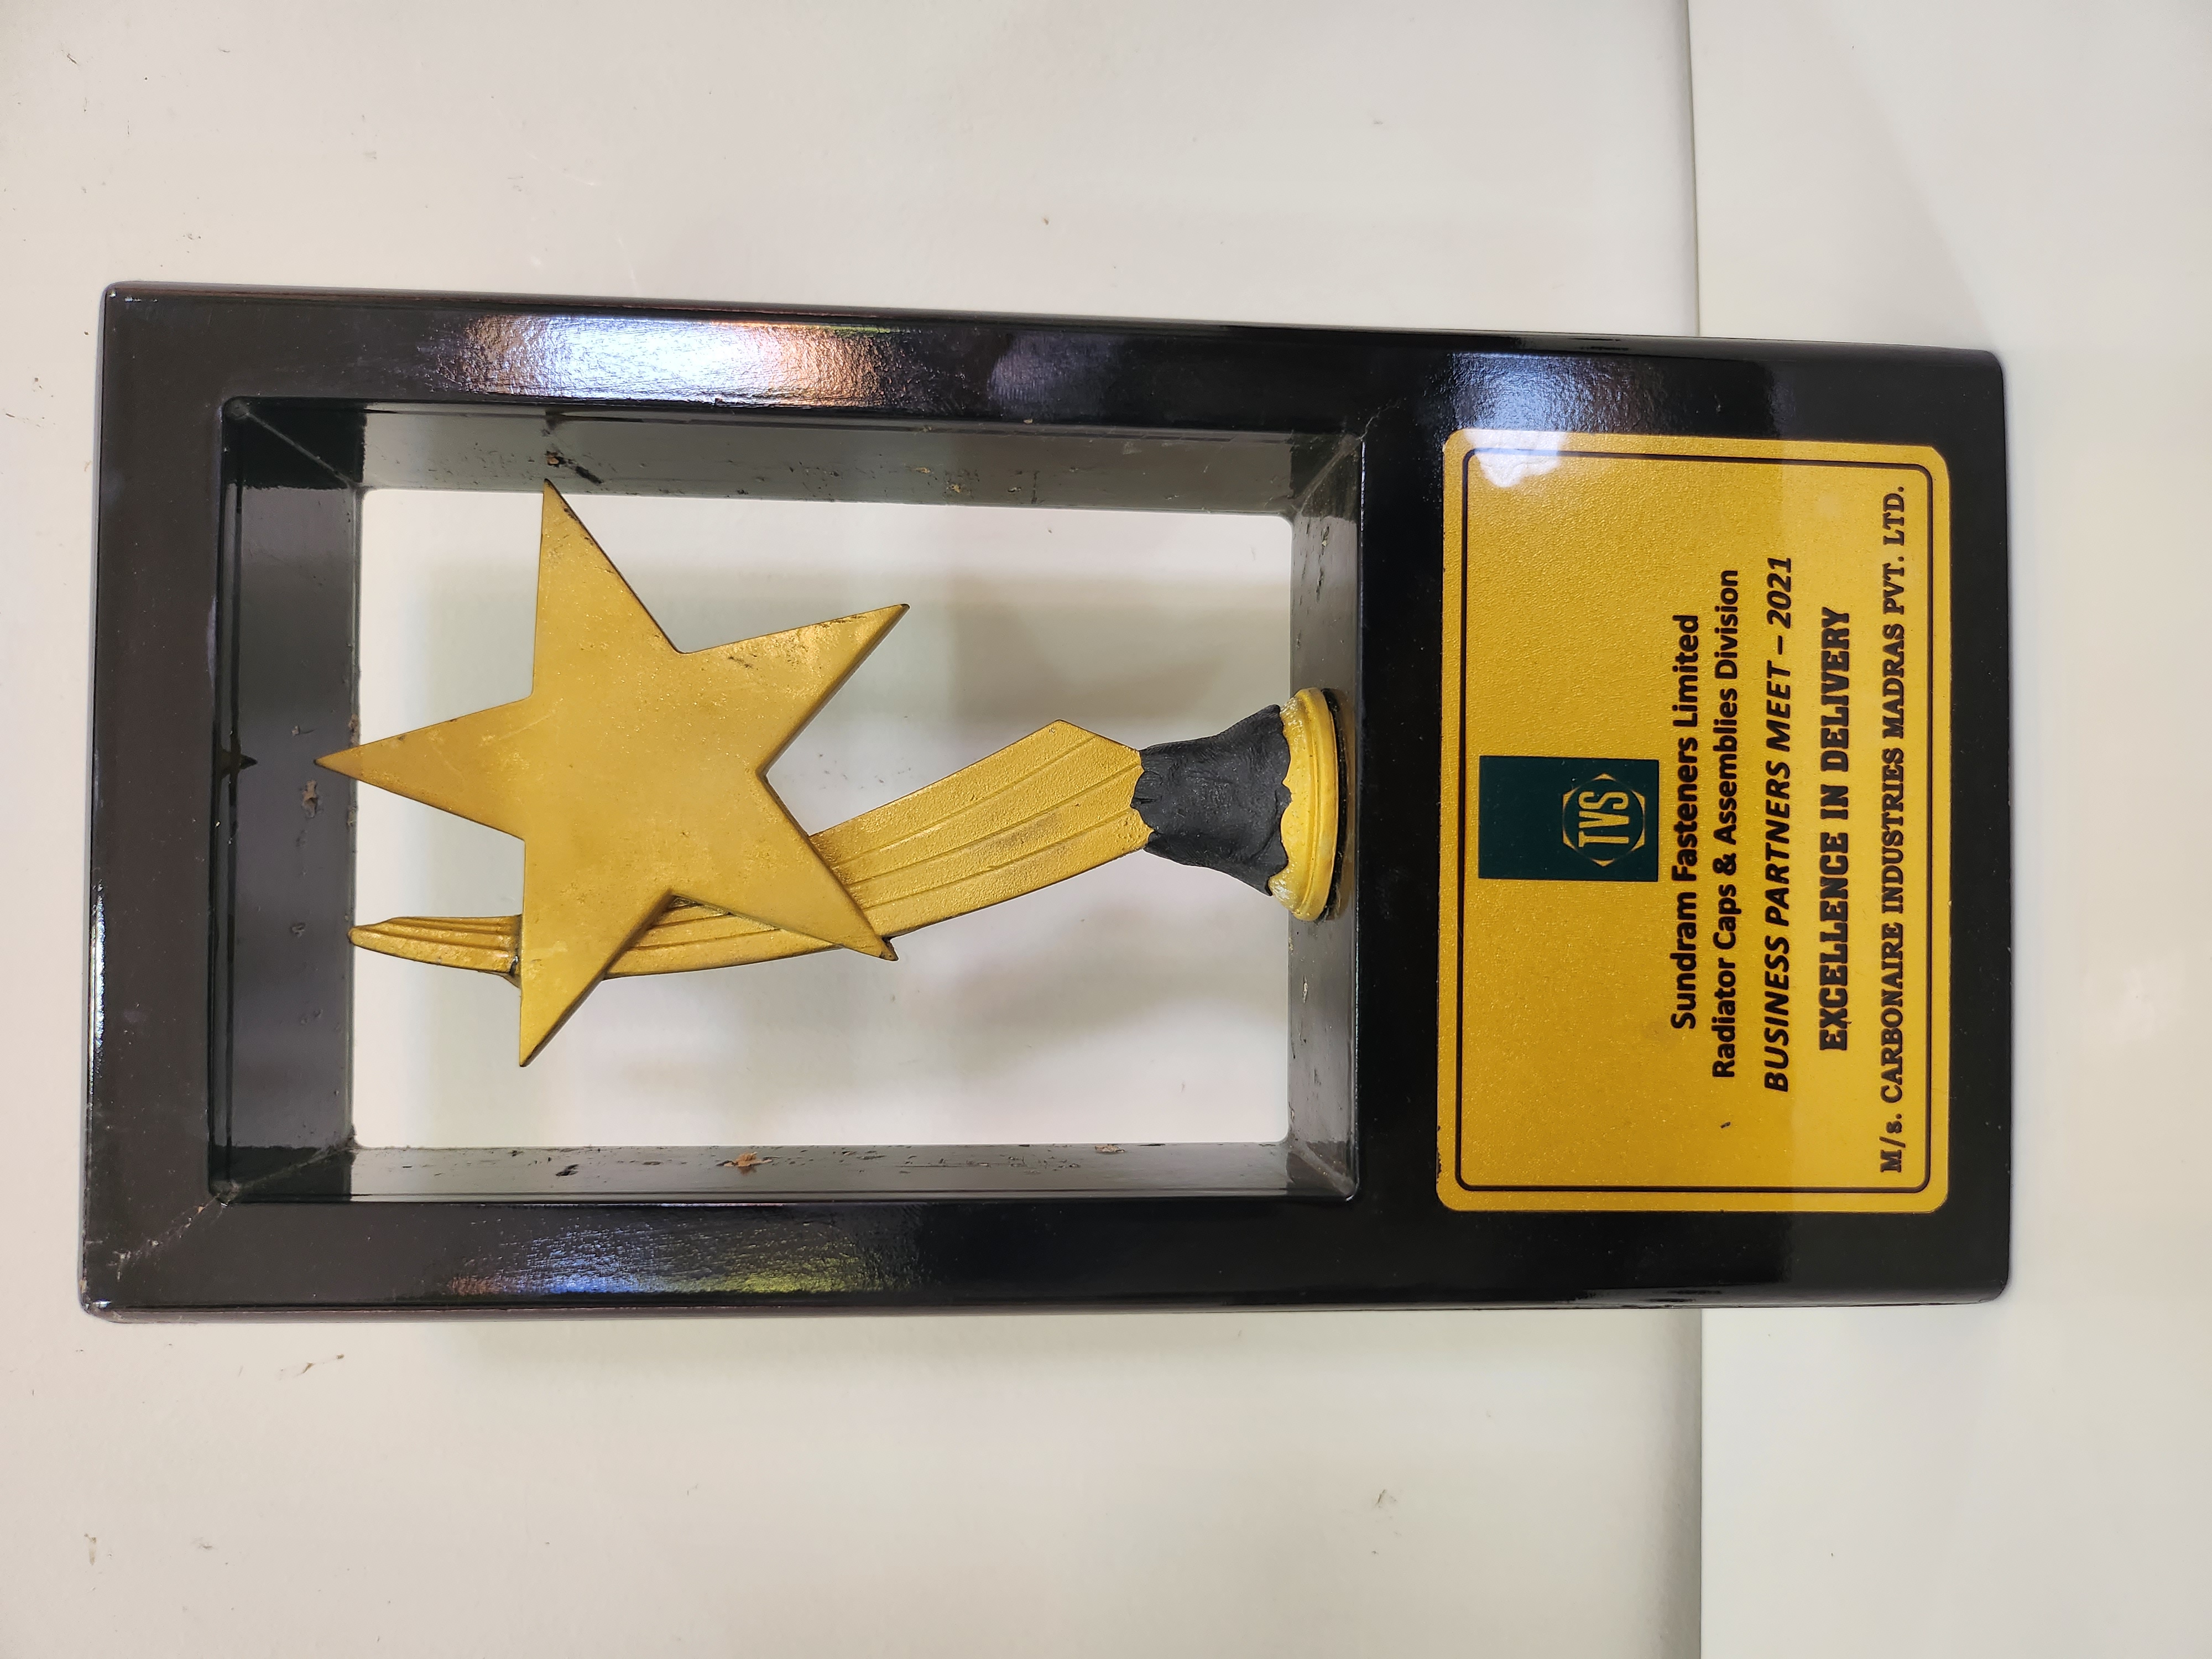 TVS
Sundram Fasteners Limited
Radiator Caps & Assemblies Division
BUSINESS PARTNERS MEET – 2021
EXCELLENCE IN DELIVERY
M/s. CARBONAIRE INDUSTRIES MADRAS PVT. LTD.